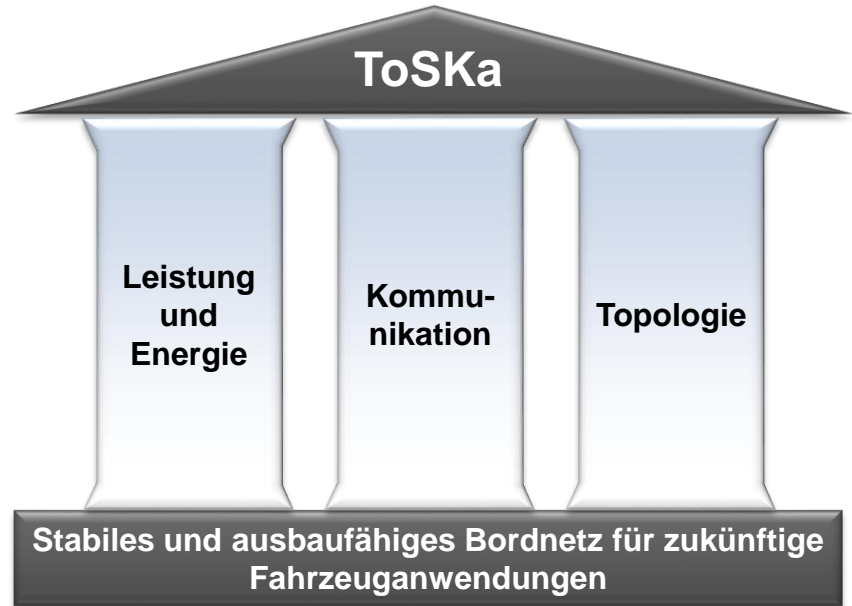 ToSKa
Leistung
und
Energie
Kommu-
nikation
Topologie
Stabiles und ausbaufähiges Bordnetz für zukünftige
Fahrzeuganwendungen